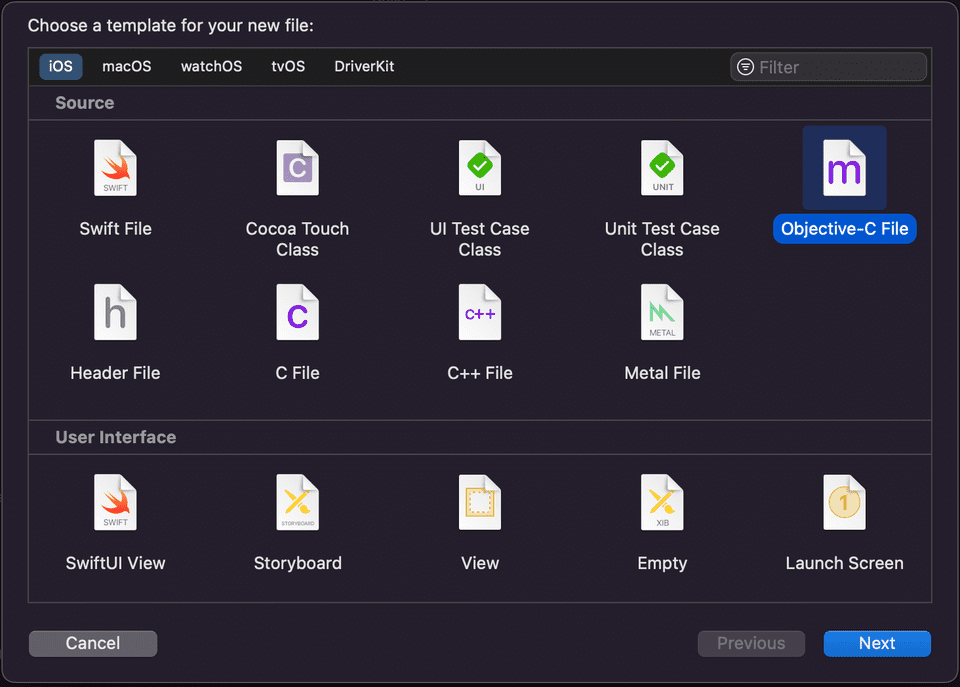 Choose a template for your new file:
iOS macOS watchOS tvOS DriverKit Filter
Source
SWIFT C UI UNIT m
Swift File Cocoa Touch Class UI Test Case Class Unit Test Case Class Objective-C File
h C C++ METAL
Header File C File C++ File Metal File
User Interface
SWIFT STORYBOARD XIB 1
SwiftUI View Storyboard View Empty Launch Screen
Cancel Previous Next